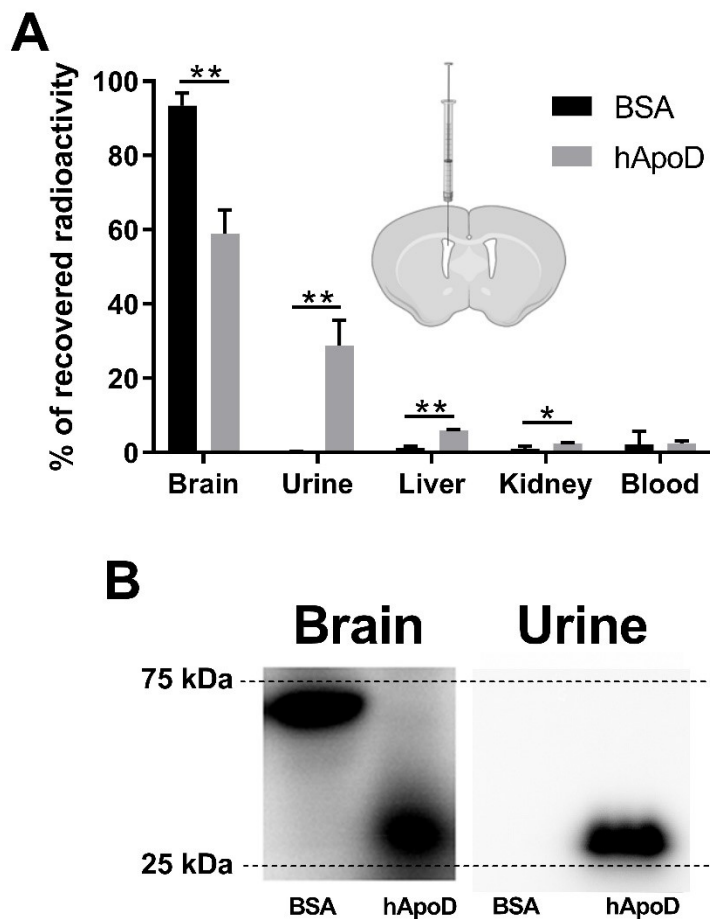 A
% of recovered radioactivity
100
80
60
40
20
0
**
**
**
*
BSA
hApoD
Brain Urine Liver Kidney Blood
B
Brain Urine
75 kDa
25 kDa
BSA hApoD BSA hApoD